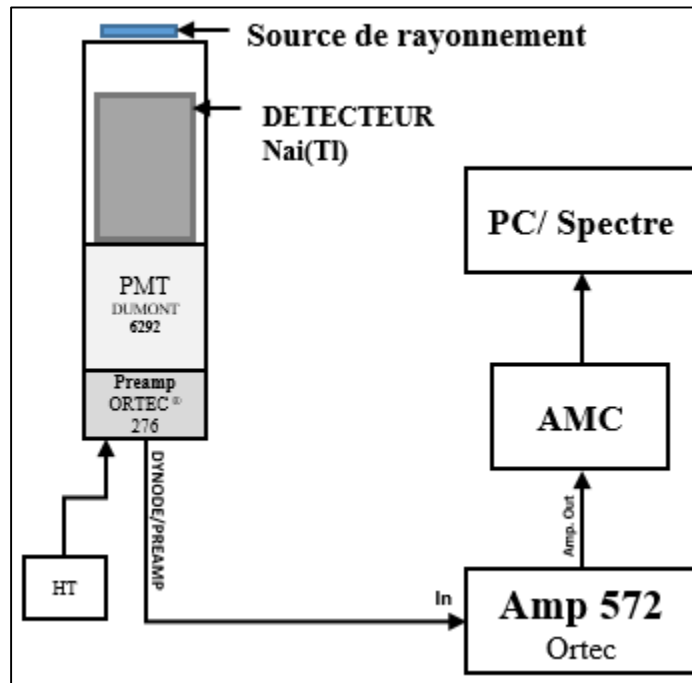 Source de rayonnement
DÉTECTEUR
Nai(Tl)
PC/ Spectre
PMT
DUMONT
6292
Preamp
ORTEC ®
276
AMC
DYNODE/PREAMP
Amp. Out
HT
In
Amp 572
Ortec